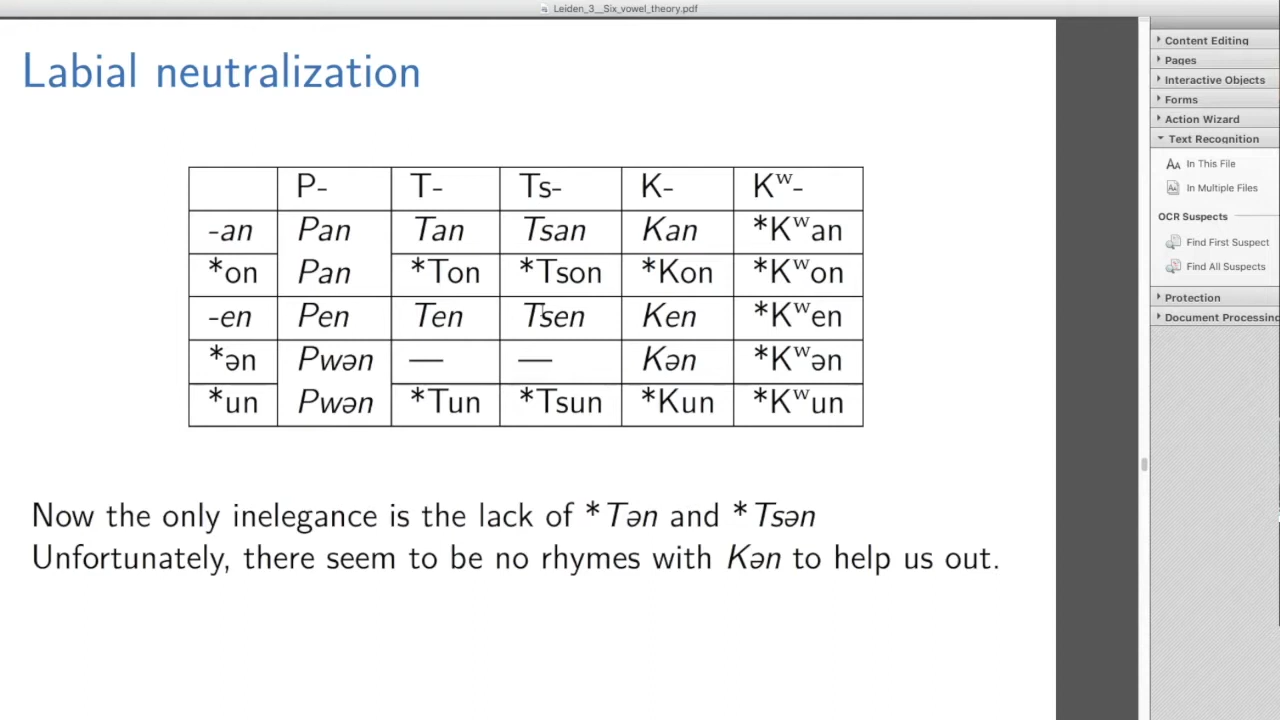 Leiden_3__Six_vowel_theory.pdf
Labial neutralization
P- T- Ts- K- Kʷ-
-an Pan Tan Tsan Kan *Kʷan
*on Pan *Ton *Tson *Kon *Kʷon
-en Pen Ten Tsen Ken *Kʷen
*ən Pwən — — Kən *Kʷən
*un Pwən *Tun *Tsun *Kun *Kʷun
Now the only inelegance is the lack of *Tən and *Tsən
Unfortunately, there seem to be no rhymes with Kən to help us out.
Content Editing
Pages
Interactive Objects
Forms
Action Wizard
Text Recognition
In This File
In Multiple Files
OCR Suspects
Find First Suspect
Find All Suspects
Protection
Document Processing